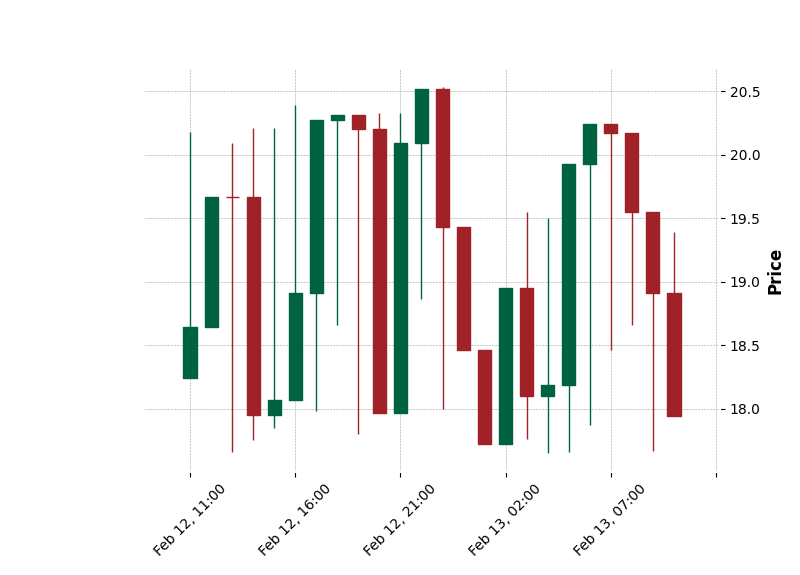 20.5
20.0
19.5
19.0
18.5
18.0
Price
Feb 12, 11:00
Feb 12, 16:00
Feb 12, 21:00
Feb 13, 02:00
Feb 13, 07:00